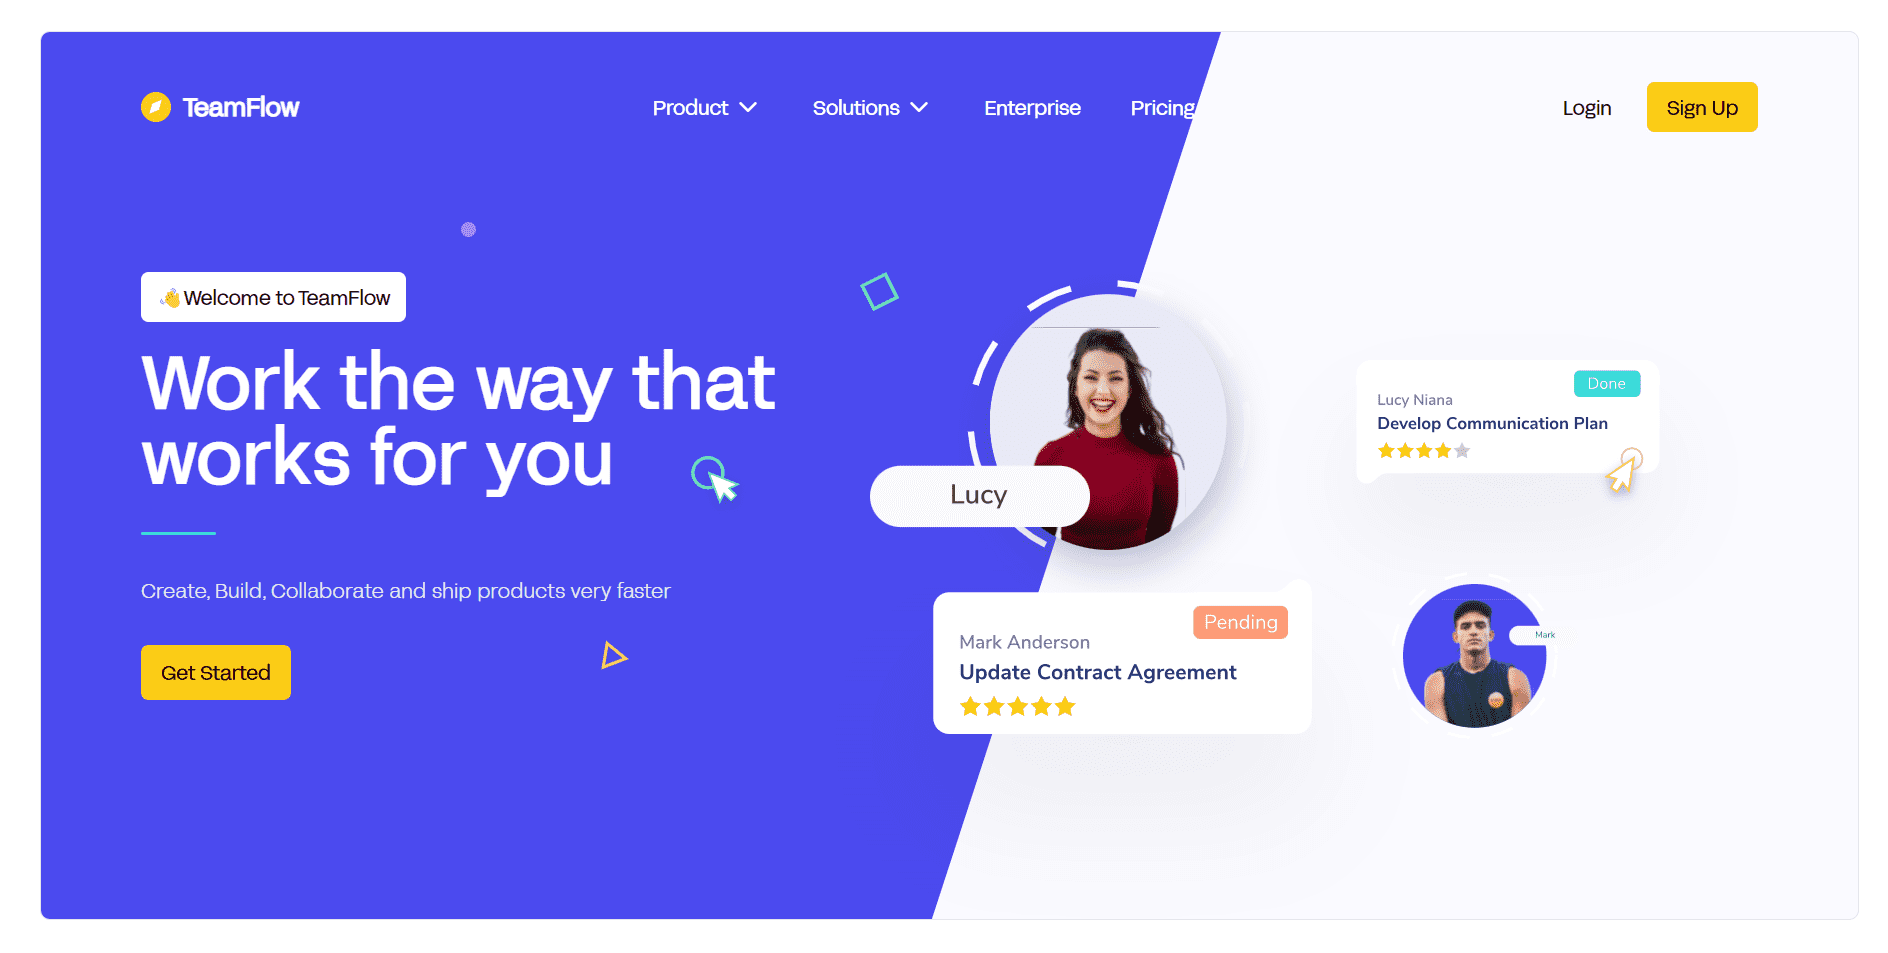 TeamFlow
Product
Solutions
Enterprise
Pricing
Login
Sign Up
👋 Welcome to TeamFlow
Work the way that
works for you
Create, Build, Collaborate and ship products very faster
Get Started
Lucy
Done
Lucy Niana
Develop Communication Plan
Pending
Mark Anderson
Update Contract Agreement
Mark